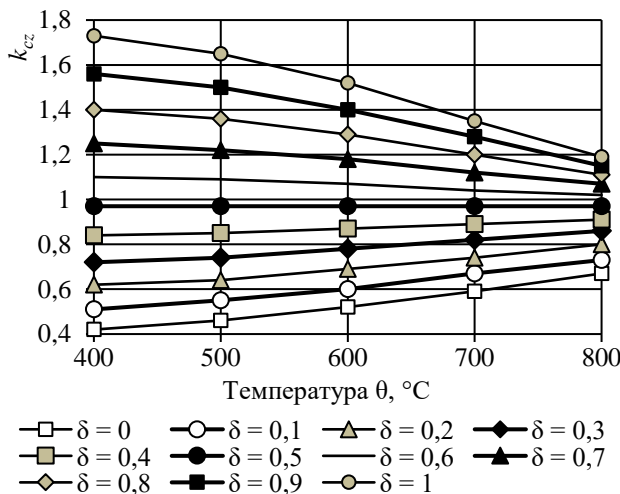 k_cz
1,8
1,6
1,4
1,2
1
0,8
0,6
0,4
400 500 600 700 800
Температура θ, °C
δ = 0 δ = 0,1 δ = 0,2 δ = 0,3
δ = 0,4 δ = 0,5 δ = 0,6 δ = 0,7
δ = 0,8 δ = 0,9 δ = 1